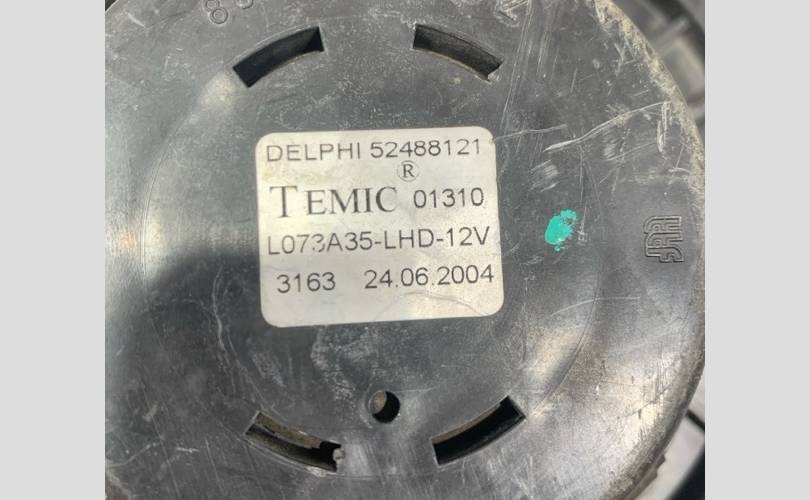 DELPHI 52488121
®
TEMIC 01310
L073A35-LHD-12V
3163 24.06.2004